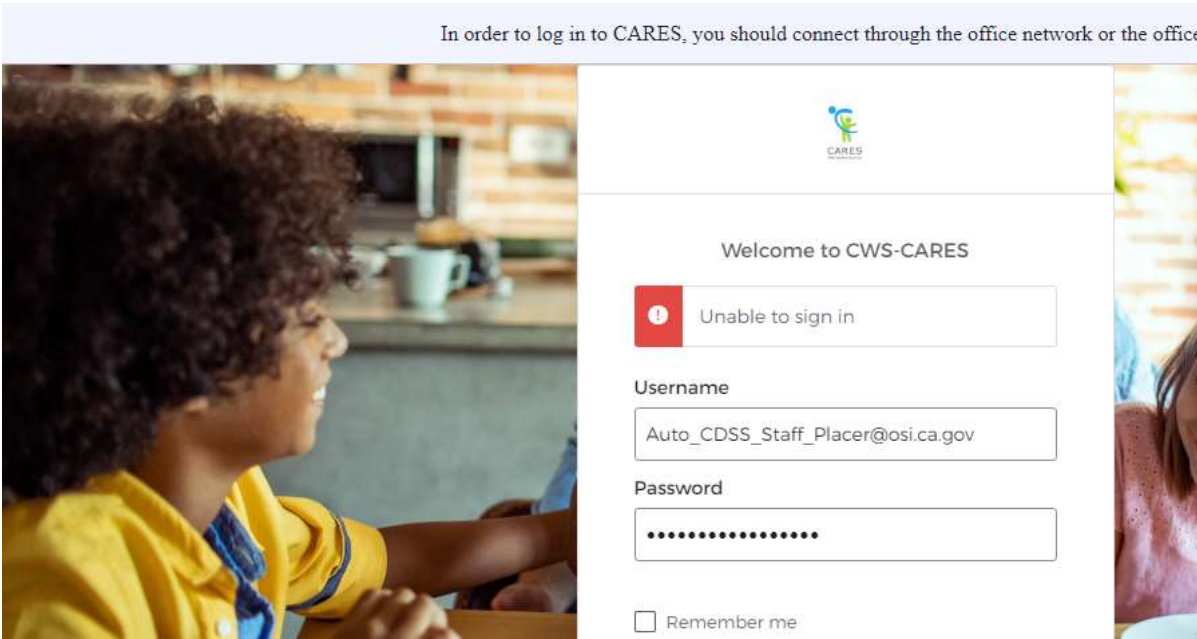 In order to log in to CARES, you should connect through the office network or the office
CARES
Welcome to CWS-CARES
Unable to sign in
Username
Auto_CDSS_Staff_Placer@osi.ca.gov
Password
Remember me